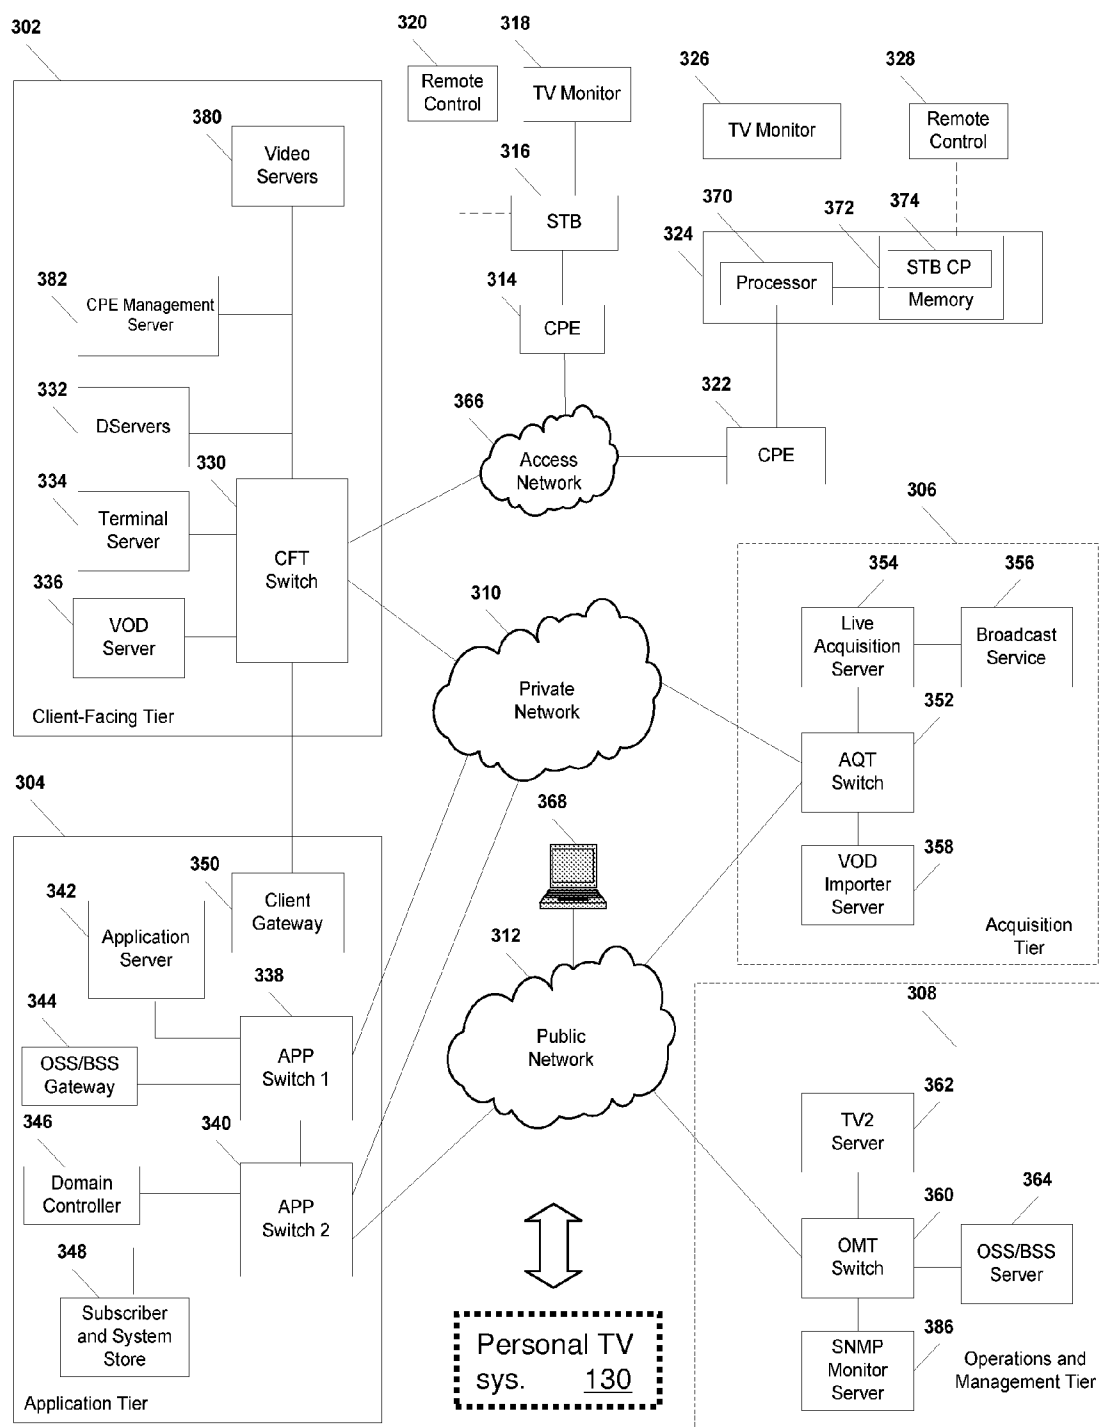 302
320
318
326
328
Remote
Control
TV Monitor
TV Monitor
Remote
Control
380
Video
Servers
316
STB
370
372
374
324
Processor
STB CP
Memory
382
CPE Management
Server
314
CPE
332
DServers
366
Access
Network
322
CPE
330
334
Terminal
Server
CFT
Switch
306
336
VOD
Server
310
Private
Network
354
356
Live
Acquisition
Server
Broadcast
Service
352
AQT
Switch
Client-Facing Tier
304
368
350
Client
Gateway
342
Application
Server
358
VOD
Importer
Server
Acquisition
Tier
312
Public
Network
338
APP
Switch 1
344
OSS/BSS
Gateway
308
346
Domain
Controller
340
APP
Switch 2
362
TV2
Server
360
OMT
Switch
364
OSS/BSS
Server
348
Subscriber
and System
Store
Application Tier
Personal TV
sys. 130
386
SNMP
Monitor
Server
Operations and
Management Tier